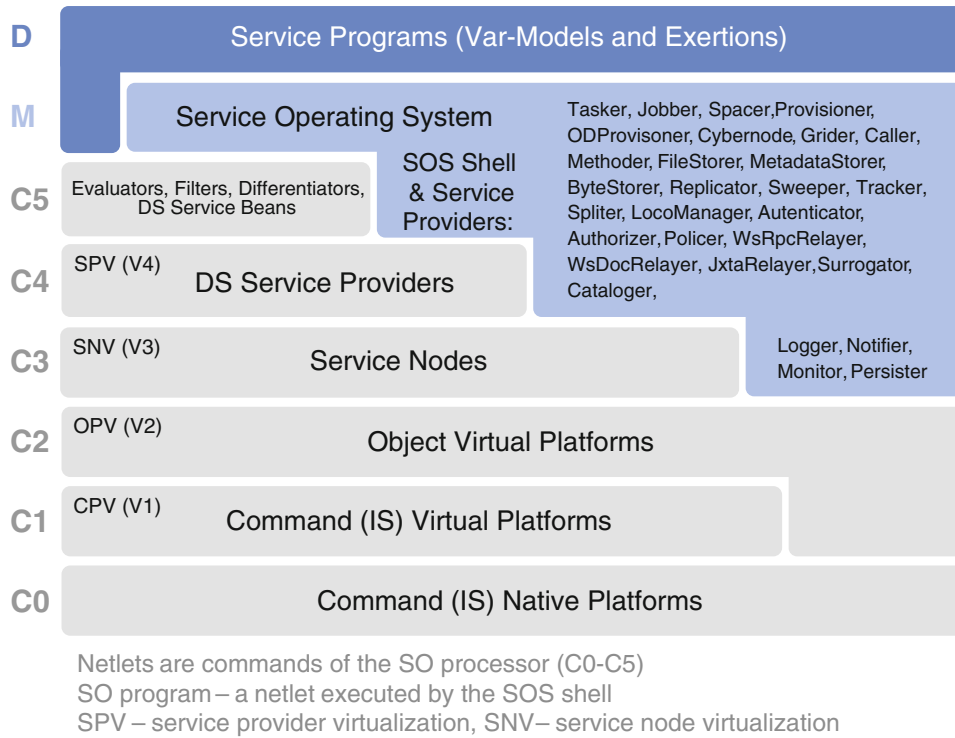 D
Service Programs (Var-Models and Exertions)
M
Service Operating System
SOS Shell
& Service
Providers:
Tasker, Jobber, Spacer,Provisioner,
ODProvisoner, Cybernode, Grider, Caller,
Methoder, FileStorer, MetadataStorer,
ByteStorer, Replicator, Sweeper, Tracker,
Spliter, LocoManager, Autenticator,
Authorizer, Policer, WsRpcRelayer,
WsDocRelayer, JxtaRelayer,Surrogator,
Cataloger,
C5
Evaluators, Filters, Differentiators,
DS Service Beans
C4
SPV (V4)
DS Service Providers
C3
SNV (V3)
Service Nodes
Logger, Notifier,
Monitor, Persister
C2
OPV (V2)
Object Virtual Platforms
C1
CPV (V1)
Command (IS) Virtual Platforms
C0
Command (IS) Native Platforms
Netlets are commands of the SO processor (C0-C5)
SO program – a netlet executed by the SOS shell
SPV – service provider virtualization, SNV– service node virtualization